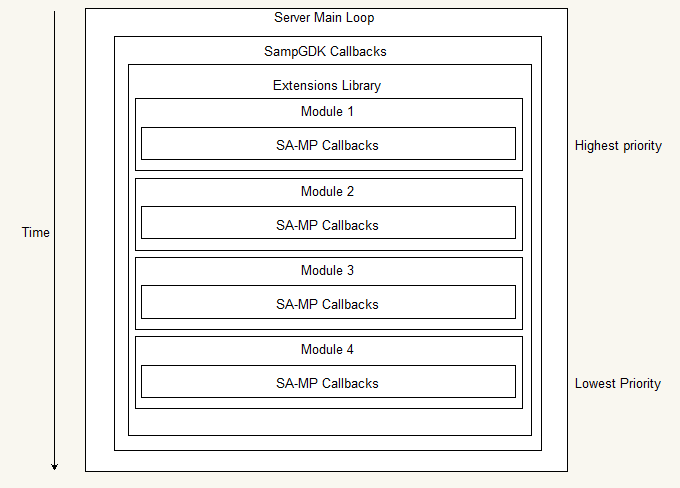 Server Main Loop
SampGDK Callbacks
Extensions Library
Module 1
SA-MP Callbacks
Highest priority
Module 2
SA-MP Callbacks
Time
Module 3
SA-MP Callbacks
Module 4
SA-MP Callbacks
Lowest Priority